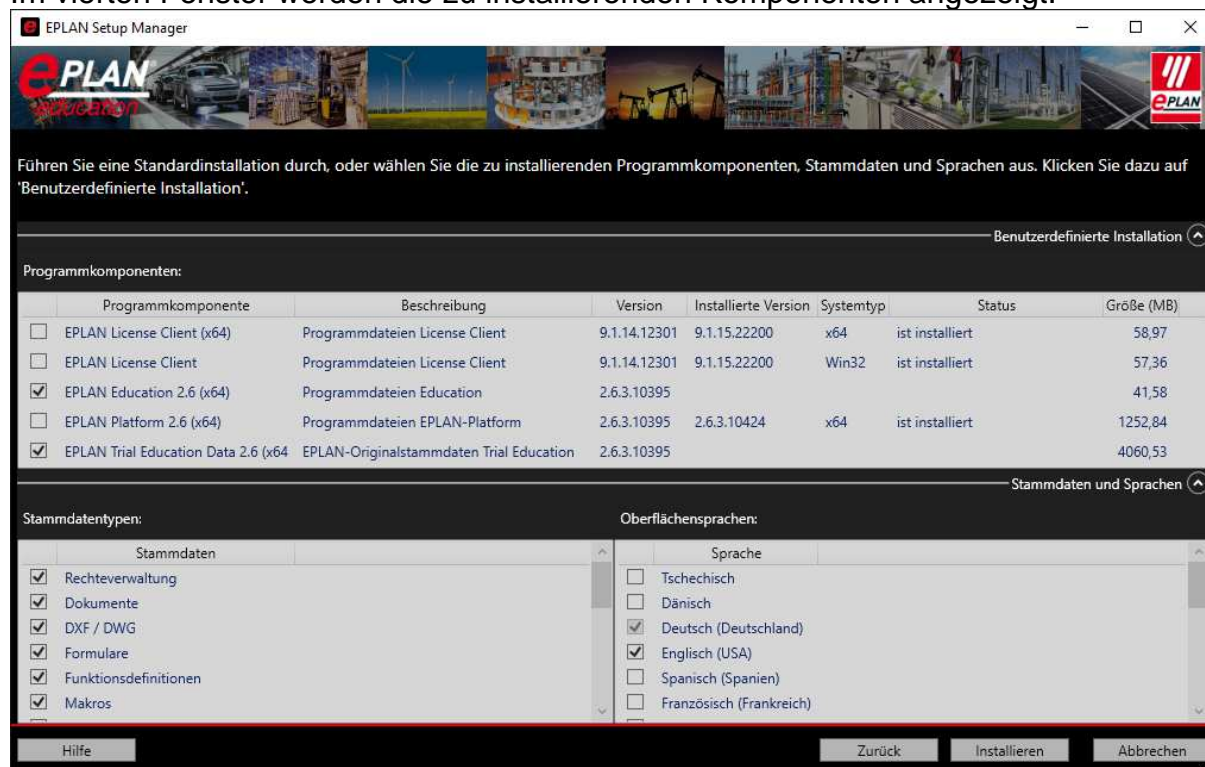 Im vierten Fenster werden die zu installierenden Komponenten angezeigt.
EPLAN Setup Manager
ePLAN
education
ePLAN
Führen Sie eine Standardinstallation durch, oder wählen Sie die zu installierenden Programmkomponenten, Stammdaten und Sprachen aus. Klicken Sie dazu auf
'Benutzerdefinierte Installation'.
Benutzerdefinierte Installation
Programmkomponenten:
Programmkomponente Beschreibung Version Installierte Version Systemtyp Status Größe (MB)
EPLAN License Client (x64) Programmdateien License Client 9.1.14.12301 9.1.15.22200 x64 ist installiert 58,97
EPLAN License Client Programmdateien License Client 9.1.14.12301 9.1.15.22200 Win32 ist installiert 57,36
EPLAN Education 2.6 (x64) Programmdateien Education 2.6.3.10395 41,58
EPLAN Platform 2.6 (x64) Programmdateien EPLAN-Platform 2.6.3.10395 2.6.3.10424 x64 ist installiert 1252,84
EPLAN Trial Education Data 2.6 (x64 EPLAN-Originalstammdaten Trial Education 2.6.3.10395 4060,53
Stammdaten und Sprachen
Stammdatentypen:
Stammdaten
Rechteverwaltung
Dokumente
DXF / DWG
Formulare
Funktionsdefinitionen
Makros
Oberflächensprachen:
Sprache
Tschechisch
Dänisch
Deutsch (Deutschland)
Englisch (USA)
Spanisch (Spanien)
Französisch (Frankreich)
Hilfe Zurück Installieren Abbrechen